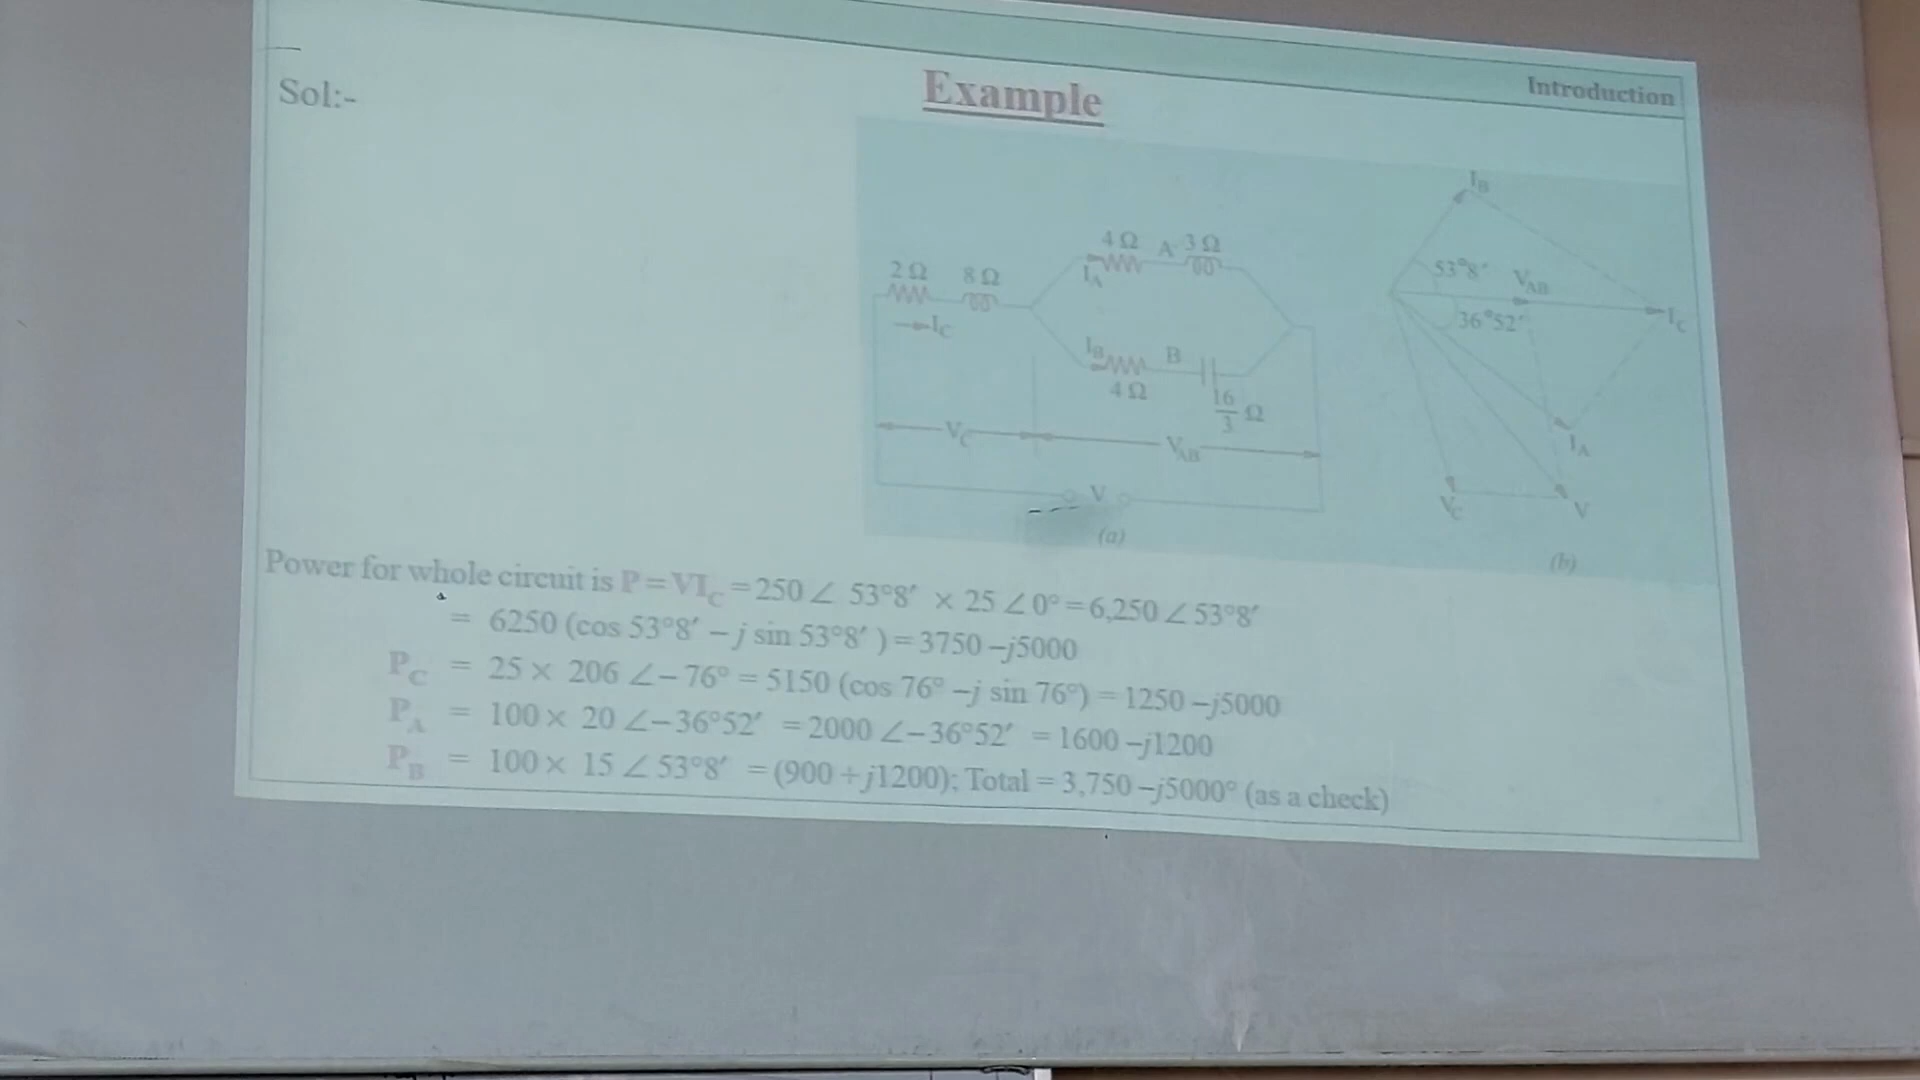 Introduction
Example
Sol:-
2 Ω 8 Ω
I_C
4 Ω A 3 Ω
I_A
I_B B
4 Ω 16/3 Ω
V_C V_AB
V
(a)
I_B
53°8′ V_AB
I_C
36°52′
I_A
V_C V
(b)
Power for whole circuit is P = VI_C = 250 ∠ 53°8′ × 25 ∠ 0° = 6,250 ∠ 53°8′
= 6250 (cos 53°8′ – j sin 53°8′ ) = 3750 –j5000
P_C = 25 × 206 ∠– 76° = 5150 (cos 76° –j sin 76°) = 1250 –j5000
P_A = 100 × 20 ∠–36°52′ = 2000 ∠–36°52′ = 1600 –j1200
P_B = 100 × 15 ∠ 53°8′ = (900 + j1200); Total = 3,750 –j5000° (as a check)